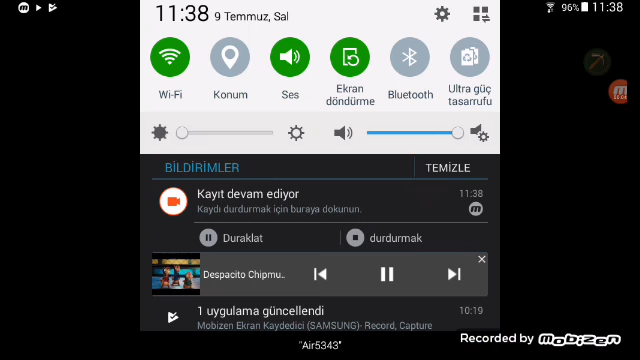 96% 11:38
11:38 9 Temmuz, Sal
Wi-Fi
Konum
Ses
Ekran
döndürme
Bluetooth
Ultra güç
tasarrufu
BİLDİRİMLER
TEMİZLE
Kayıt devam ediyor
11:38
Kaydı durdurmak için buraya dokunun.
Duraklat
durdurmak
Despacito Chipmu..
1 uygulama güncellendi
10:19
Mobizen Ekran Kaydedici (SAMSUNG)- Record, Capture
"Air5343"
Recorded by Mobizen